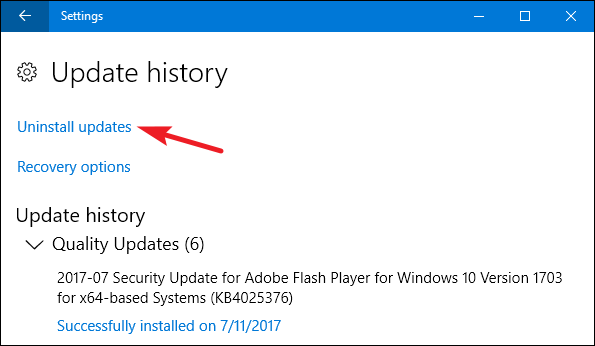 Settings
Update history
Uninstall updates
Recovery options
Update history
Quality Updates (6)
2017-07 Security Update for Adobe Flash Player for Windows 10 Version 1703
for x64-based Systems (KB4025376)
Successfully installed on 7/11/2017